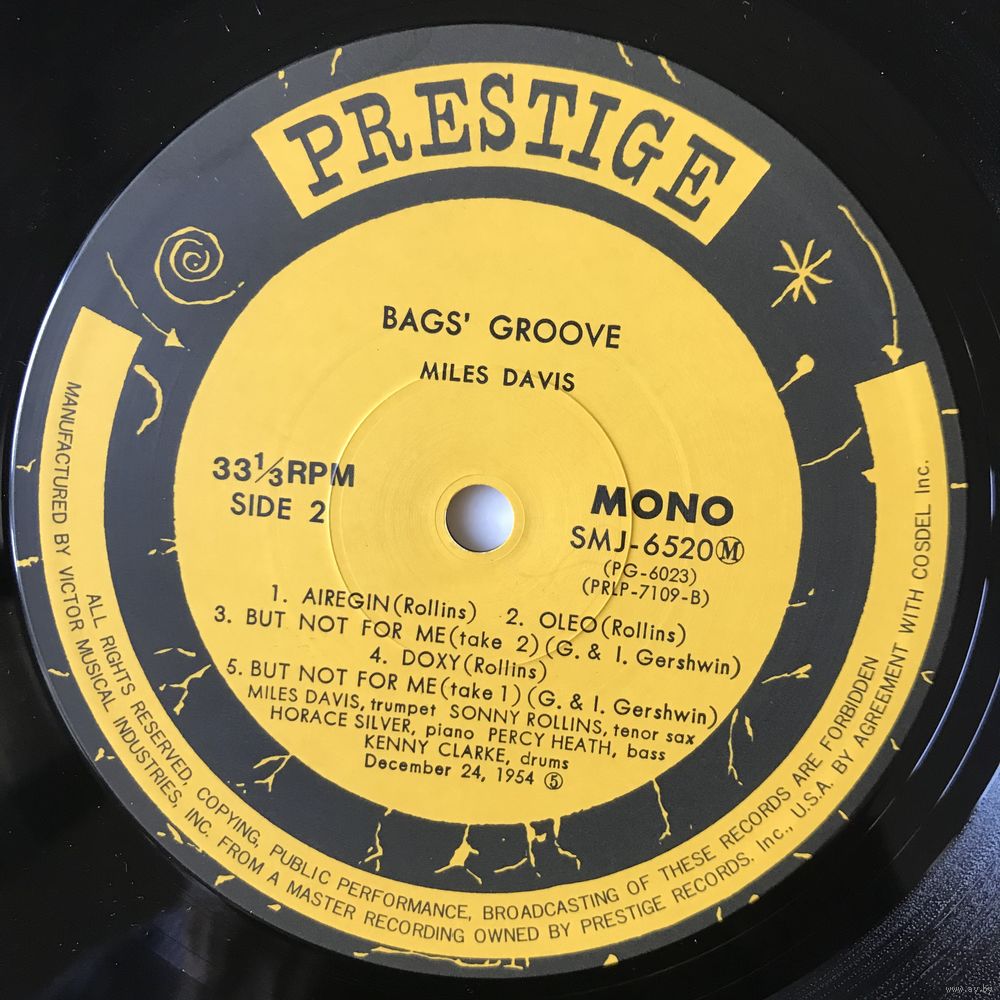 PRESTIGE
BAGS' GROOVE
MILES DAVIS
33⅓RPM
SIDE 2
MONO
SMJ-6520Ⓜ
(PG-6023)
(PRLP-7109-B)
1. AIREGIN(Rollins) 2. OLEO(Rollins)
3. BUT NOT FOR ME(take 2)(G. & I. Gershwin)
4. DOXY(Rollins)
5. BUT NOT FOR ME(take 1)(G. & I. Gershwin)
MILES DAVIS, trumpet SONNY ROLLINS, tenor sax
HORACE SILVER, piano PERCY HEATH, bass
KENNY CLARKE, drums
December 24, 1954 ⑤
ALL RIGHTS RESERVED, COPYING, PUBLIC PERFORMANCE, BROADCASTING OF THESE RECORDS ARE FORBIDDEN
MANUFACTURED BY VICTOR MUSICAL INDUSTRIES, INC. FROM A MASTER RECORDING OWNED BY PRESTIGE RECORDS. Inc., U.S.A. BY AGREEMENT WITH COSDEL Inc.
www.ay.by